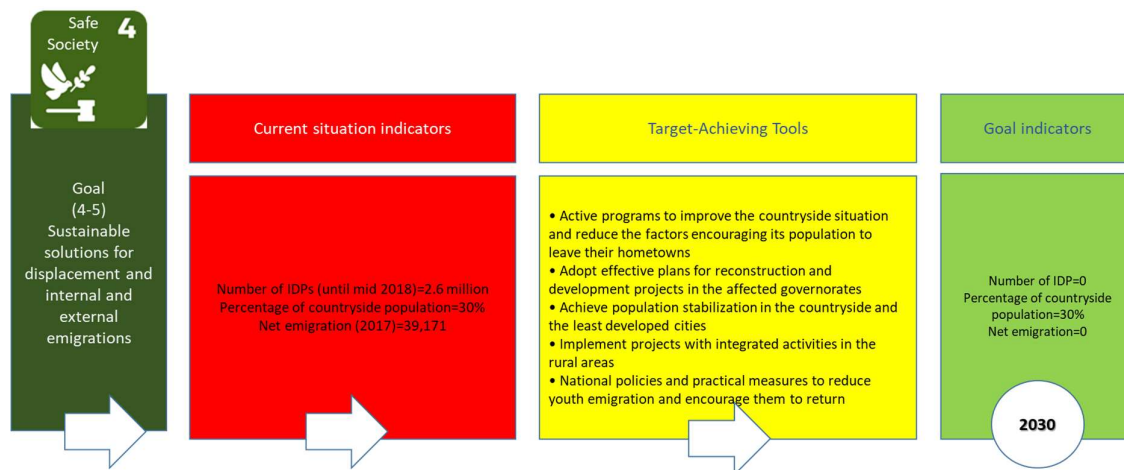 Safe
Society
4
Goal
(4-5)
Sustainable
solutions for
displacement and
internal and
external
emigrations
Current situation indicators
Number of IDPs (until mid 2018)=2.6 million
Percentage of countryside population=30%
Net emigration (2017)=39,171
Target-Achieving Tools
• Active programs to improve the countryside situation
and reduce the factors encouraging its population to
leave their hometowns
• Adopt effective plans for reconstruction and
development projects in the affected governorates
• Achieve population stabilization in the countryside and
the least developed cities
• Implement projects with integrated activities in the
rural areas
• National policies and practical measures to reduce
youth emigration and encourage them to return
Goal indicators
Number of IDP=0
Percentage of countryside
population=30%
Net emigration=0
2030